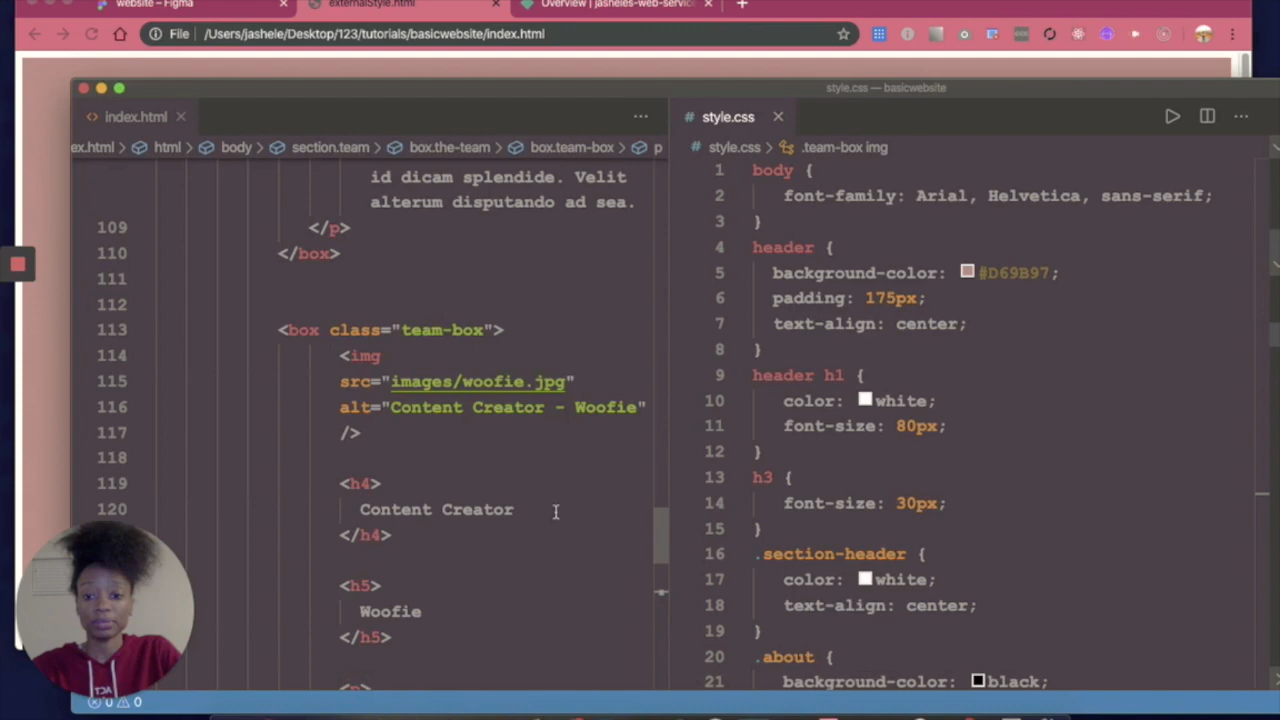 website – Figma
externalStyle.html
Overview | jasheles-web-servic
File /Users/jashele/Desktop/123/tutorials/basicwebsite/index.html
style.css — basicwebsite
index.html
style.css
ex.html > html > body > section.team > box.the-team > box.team-box > p
style.css > .team-box img
id dicam splendide. Velit
alterum disputando ad sea.
109 </p>
110 </box>
111
112
113 <box class="team-box">
114 <img
115 src="images/woofie.jpg"
116 alt="Content Creator - Woofie"
117 />
118
119 <h4>
120 Content Creator
</h4>
<h5>
Woofie
</h5>
<p>
1 body {
2 font-family: Arial, Helvetica, sans-serif;
3 }
4 header {
5 background-color: #D69B97;
6 padding: 175px;
7 text-align: center;
8 }
9 header h1 {
10 color: white;
11 font-size: 80px;
12 }
13 h3 {
14 font-size: 30px;
15 }
16 .section-header {
17 color: white;
18 text-align: center;
19 }
20 .about {
21 background-color: black;
0 0